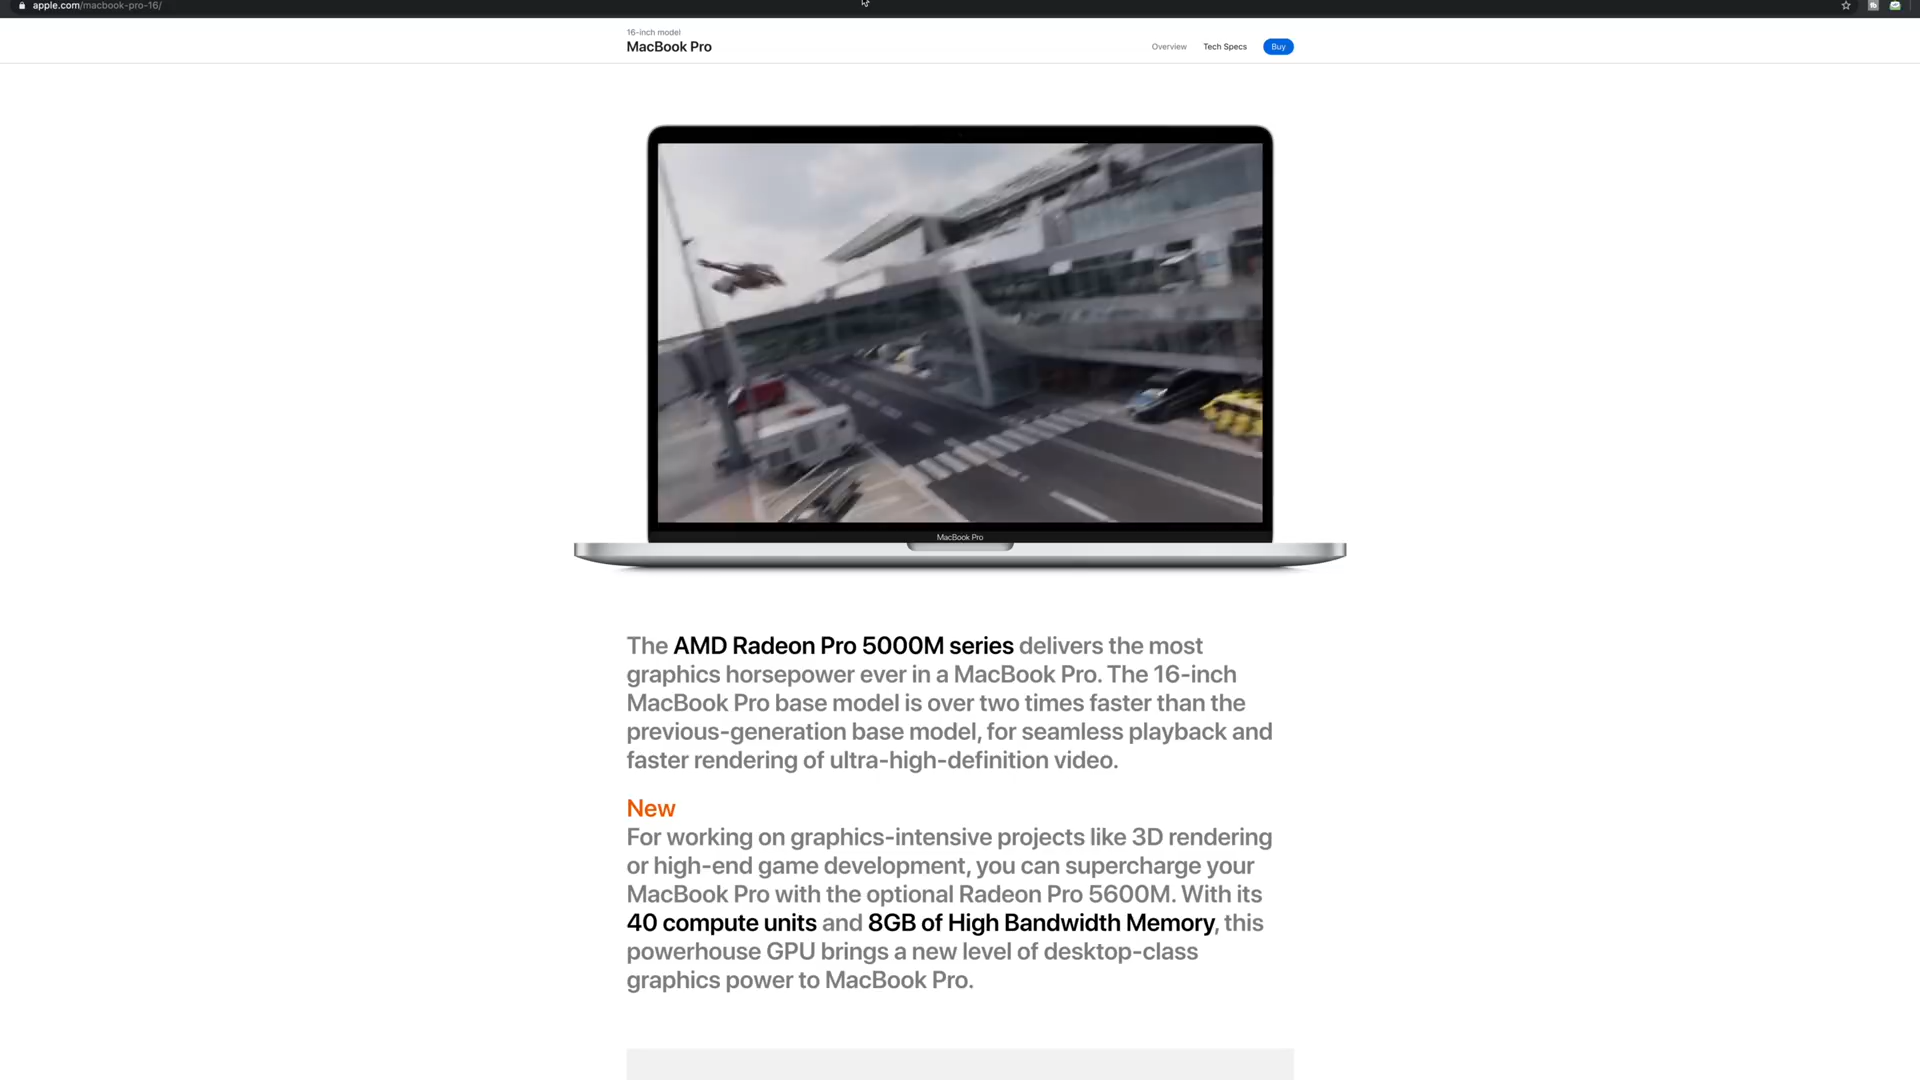 apple.com/macbook-pro-16/
16-inch model
MacBook Pro
Overview
Tech Specs
Buy
MacBook Pro
The AMD Radeon Pro 5000M series delivers the most
graphics horsepower ever in a MacBook Pro. The 16-inch
MacBook Pro base model is over two times faster than the
previous-generation base model, for seamless playback and
faster rendering of ultra-high-definition video.
New
For working on graphics-intensive projects like 3D rendering
or high-end game development, you can supercharge your
MacBook Pro with the optional Radeon Pro 5600M. With its
40 compute units and 8GB of High Bandwidth Memory, this
powerhouse GPU brings a new level of desktop-class
graphics power to MacBook Pro.